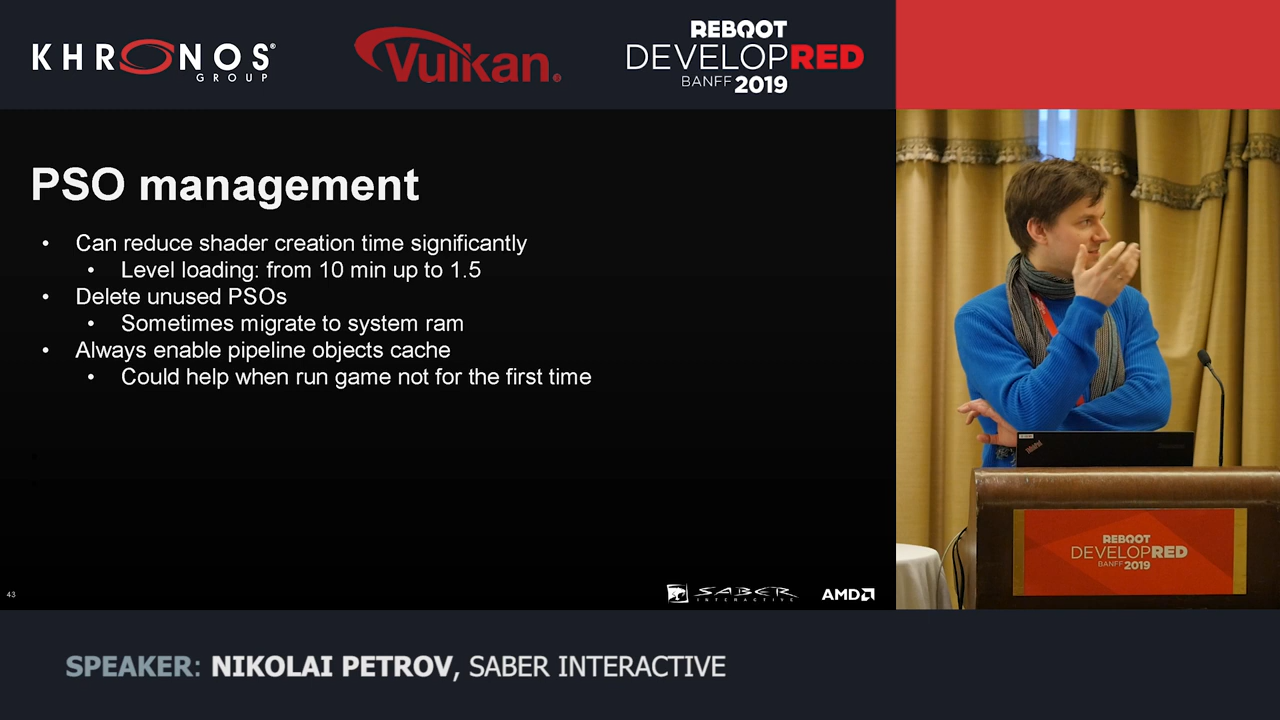 KHRONOS®
GROUP
Vulkan®
REBOOT
DEVELOPRED
BANFF 2019
PSO management
• Can reduce shader creation time significantly
• Level loading: from 10 min up to 1.5
• Delete unused PSOs
• Sometimes migrate to system ram
• Always enable pipeline objects cache
• Could help when run game not for the first time
43
SABER
INTERACTIVE
AMD
ThinkPad
REBOOT
DEVELOPRED
BANFF 2019
SPEAKER: NIKOLAI PETROV, SABER INTERACTIVE